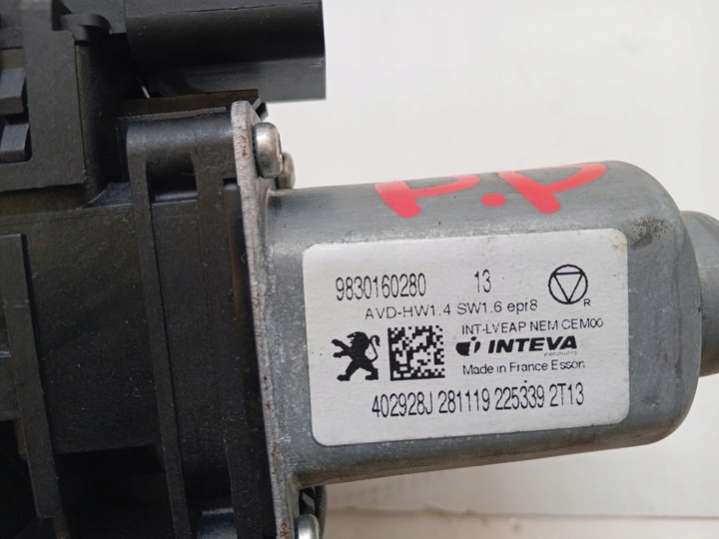 P.P
9830160280 13
AVD-HW1.4 SW1.6 epr8
R
INT-LVEAP NEM CEM00
INTEVA
Made in France Esson
402928J 281119 225339 2T13